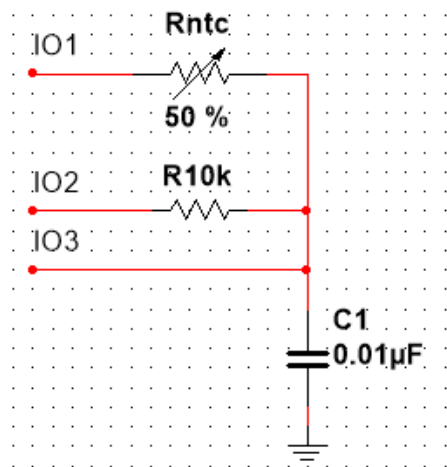 Rntc
IO1
50 %
R10k
IO2
IO3
C1
0.01µF